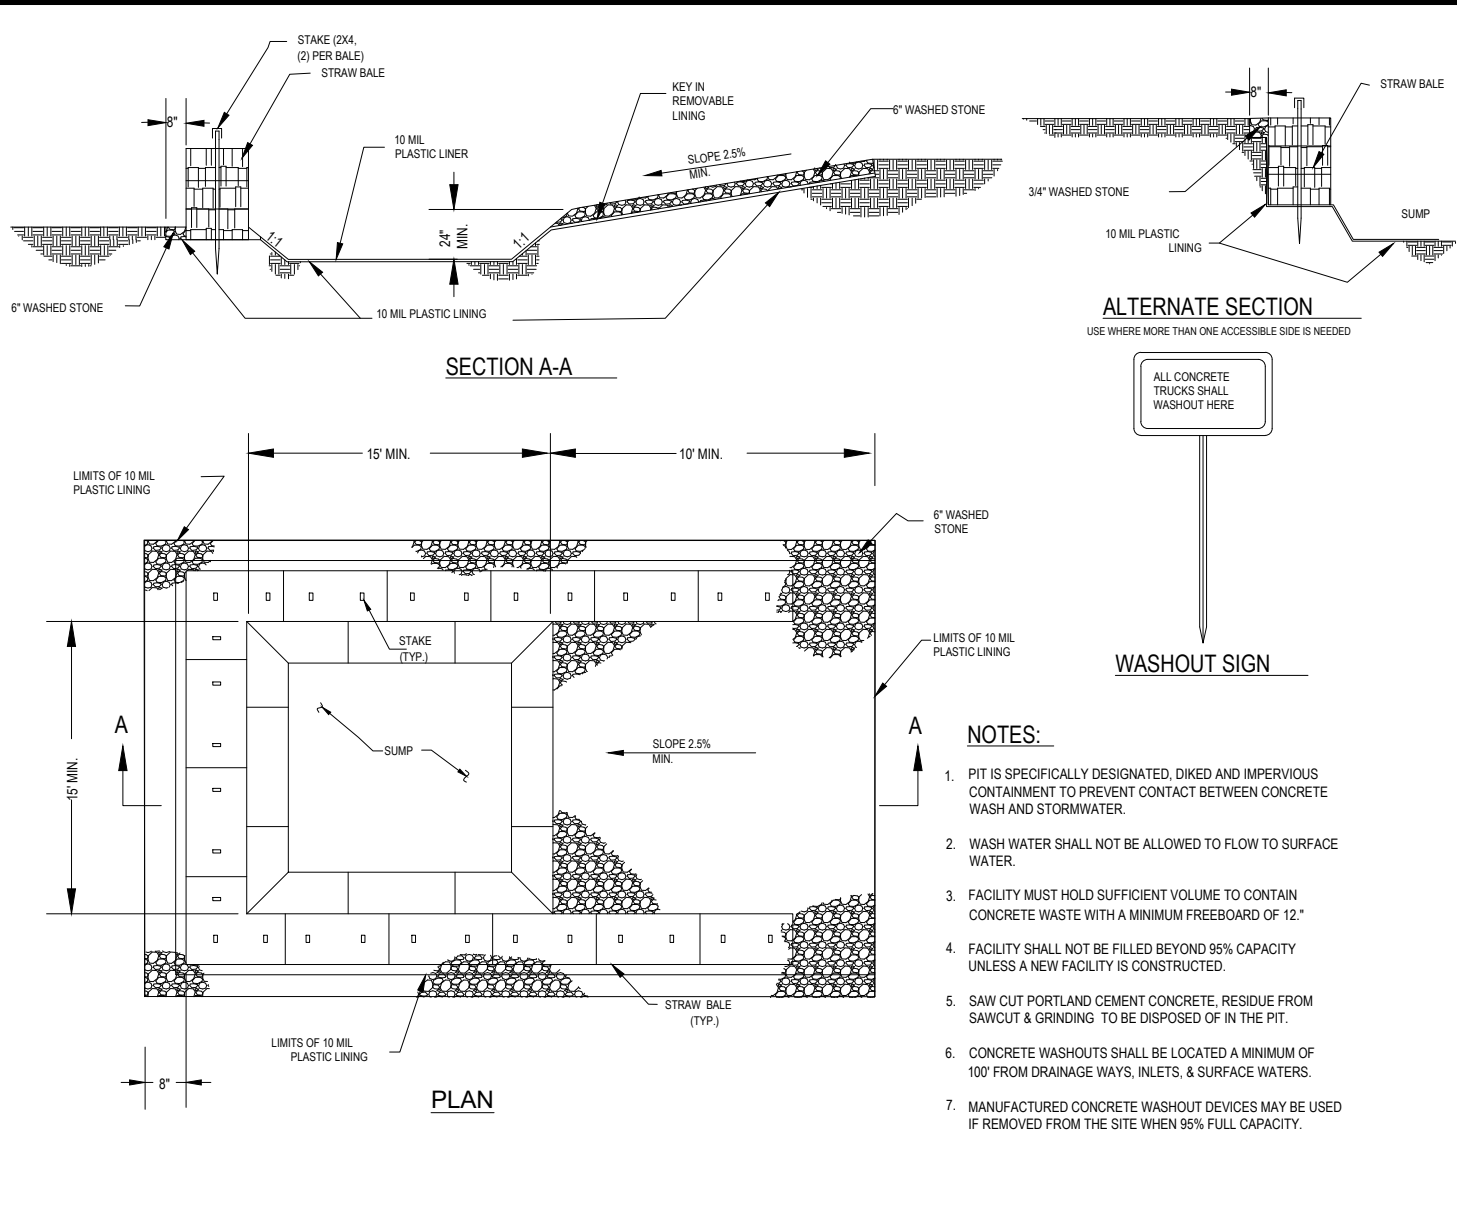 STAKE (2X4,
(2) PER BALE)
STRAW BALE
8"
10 MIL
PLASTIC LINER
KEY IN
REMOVABLE
LINING
6" WASHED STONE
SLOPE 2.5%
MIN.
24"
MIN.
1:1
1:1
6" WASHED STONE
10 MIL PLASTIC LINING
SECTION A-A
8"
STRAW BALE
3/4" WASHED STONE
SUMP
10 MIL PLASTIC
LINING
ALTERNATE SECTION
USE WHERE MORE THAN ONE ACCESSIBLE SIDE IS NEEDED
ALL CONCRETE
TRUCKS SHALL
WASHOUT HERE
WASHOUT SIGN
15' MIN.
10' MIN.
LIMITS OF 10 MIL
PLASTIC LINING
6" WASHED
STONE
STAKE
(TYP.)
LIMITS OF 10 MIL
PLASTIC LINING
A
A
SUMP
SLOPE 2.5%
MIN.
15' MIN.
STRAW BALE
(TYP.)
LIMITS OF 10 MIL
PLASTIC LINING
8"
PLAN
NOTES:
1. PIT IS SPECIFICALLY DESIGNATED, DIKED AND IMPERVIOUS
CONTAINMENT TO PREVENT CONTACT BETWEEN CONCRETE
WASH AND STORMWATER.
2. WASH WATER SHALL NOT BE ALLOWED TO FLOW TO SURFACE
WATER.
3. FACILITY MUST HOLD SUFFICIENT VOLUME TO CONTAIN
CONCRETE WASTE WITH A MINIMUM FREEBOARD OF 12."
4. FACILITY SHALL NOT BE FILLED BEYOND 95% CAPACITY
UNLESS A NEW FACILITY IS CONSTRUCTED.
5. SAW CUT PORTLAND CEMENT CONCRETE, RESIDUE FROM
SAWCUT & GRINDING TO BE DISPOSED OF IN THE PIT.
6. CONCRETE WASHOUTS SHALL BE LOCATED A MINIMUM OF
100' FROM DRAINAGE WAYS, INLETS, & SURFACE WATERS.
7. MANUFACTURED CONCRETE WASHOUT DEVICES MAY BE USED
IF REMOVED FROM THE SITE WHEN 95% FULL CAPACITY.